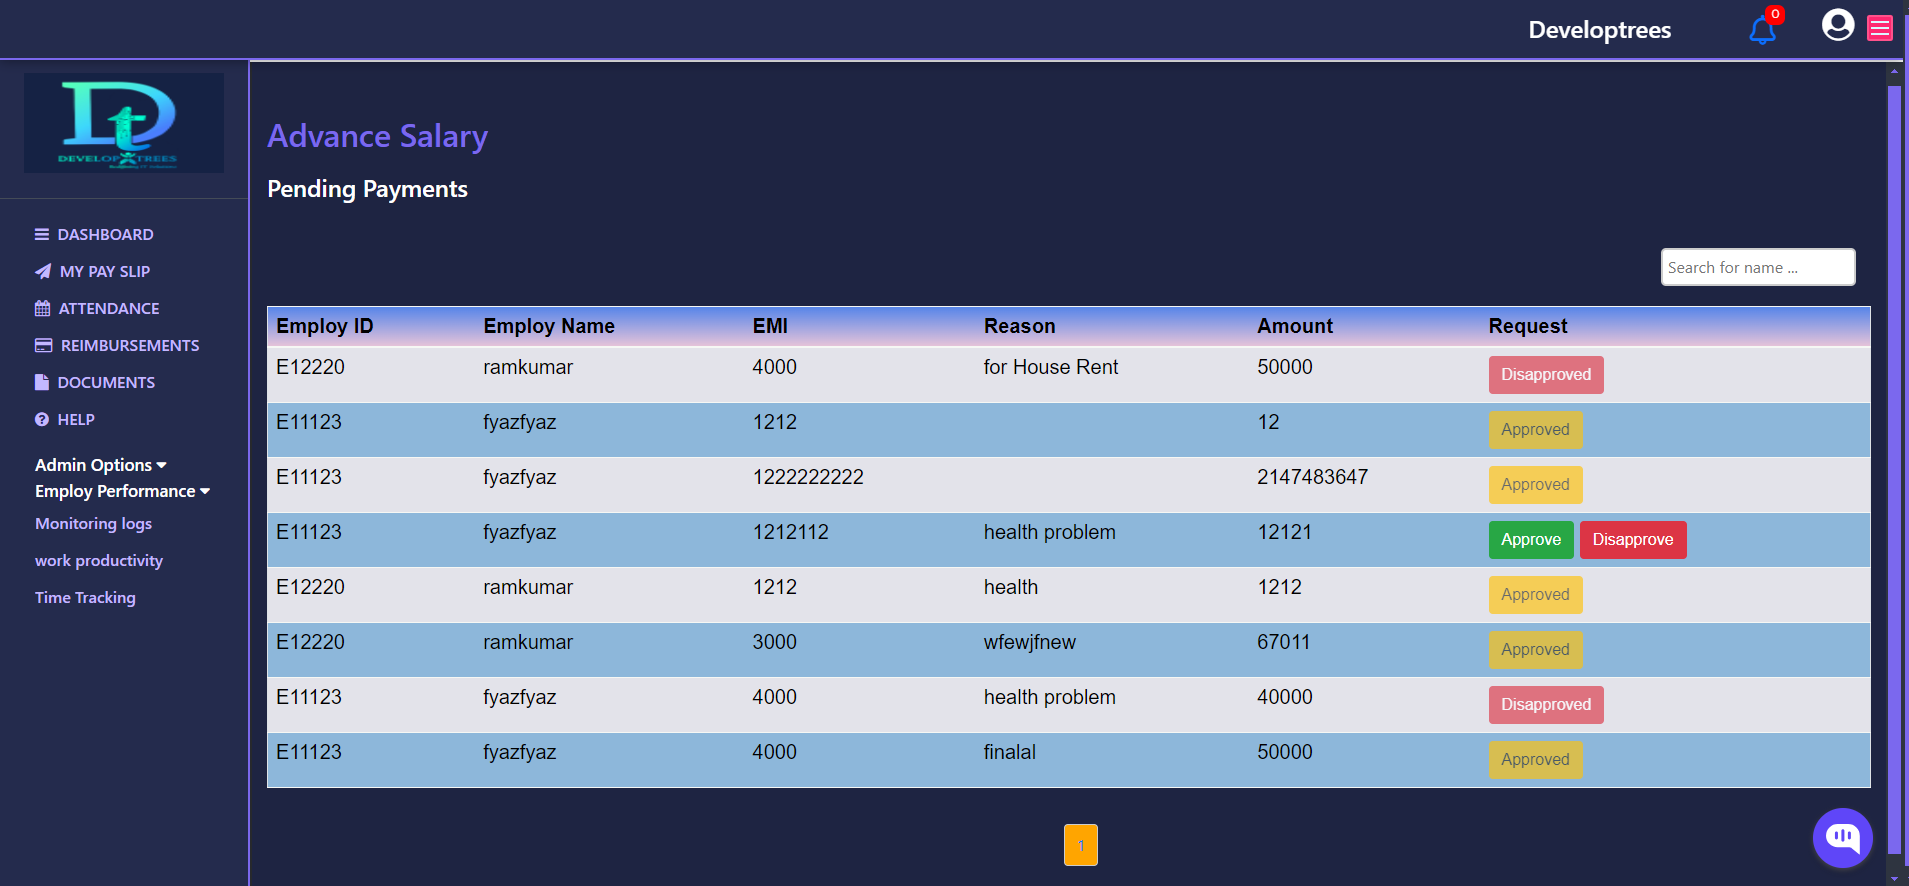 Developtrees
0
DEVELOP TREES
DASHBOARD
MY PAY SLIP
ATTENDANCE
REIMBURSEMENTS
DOCUMENTS
HELP
Admin Options
Employ Performance
Monitoring logs
work productivity
Time Tracking
Advance Salary
Pending Payments
Search for name ...
Employ ID Employ Name EMI Reason Amount Request
E12220 ramkumar 4000 for House Rent 50000 Disapproved
E11123 fyazfyaz 1212 12 Approved
E11123 fyazfyaz 1222222222 2147483647 Approved
E11123 fyazfyaz 1212112 health problem 12121 Approve Disapprove
E12220 ramkumar 1212 health 1212 Approved
E12220 ramkumar 3000 wfewjfnew 67011 Approved
E11123 fyazfyaz 4000 health problem 40000 Disapproved
E11123 fyazfyaz 4000 finalal 50000 Approved
1